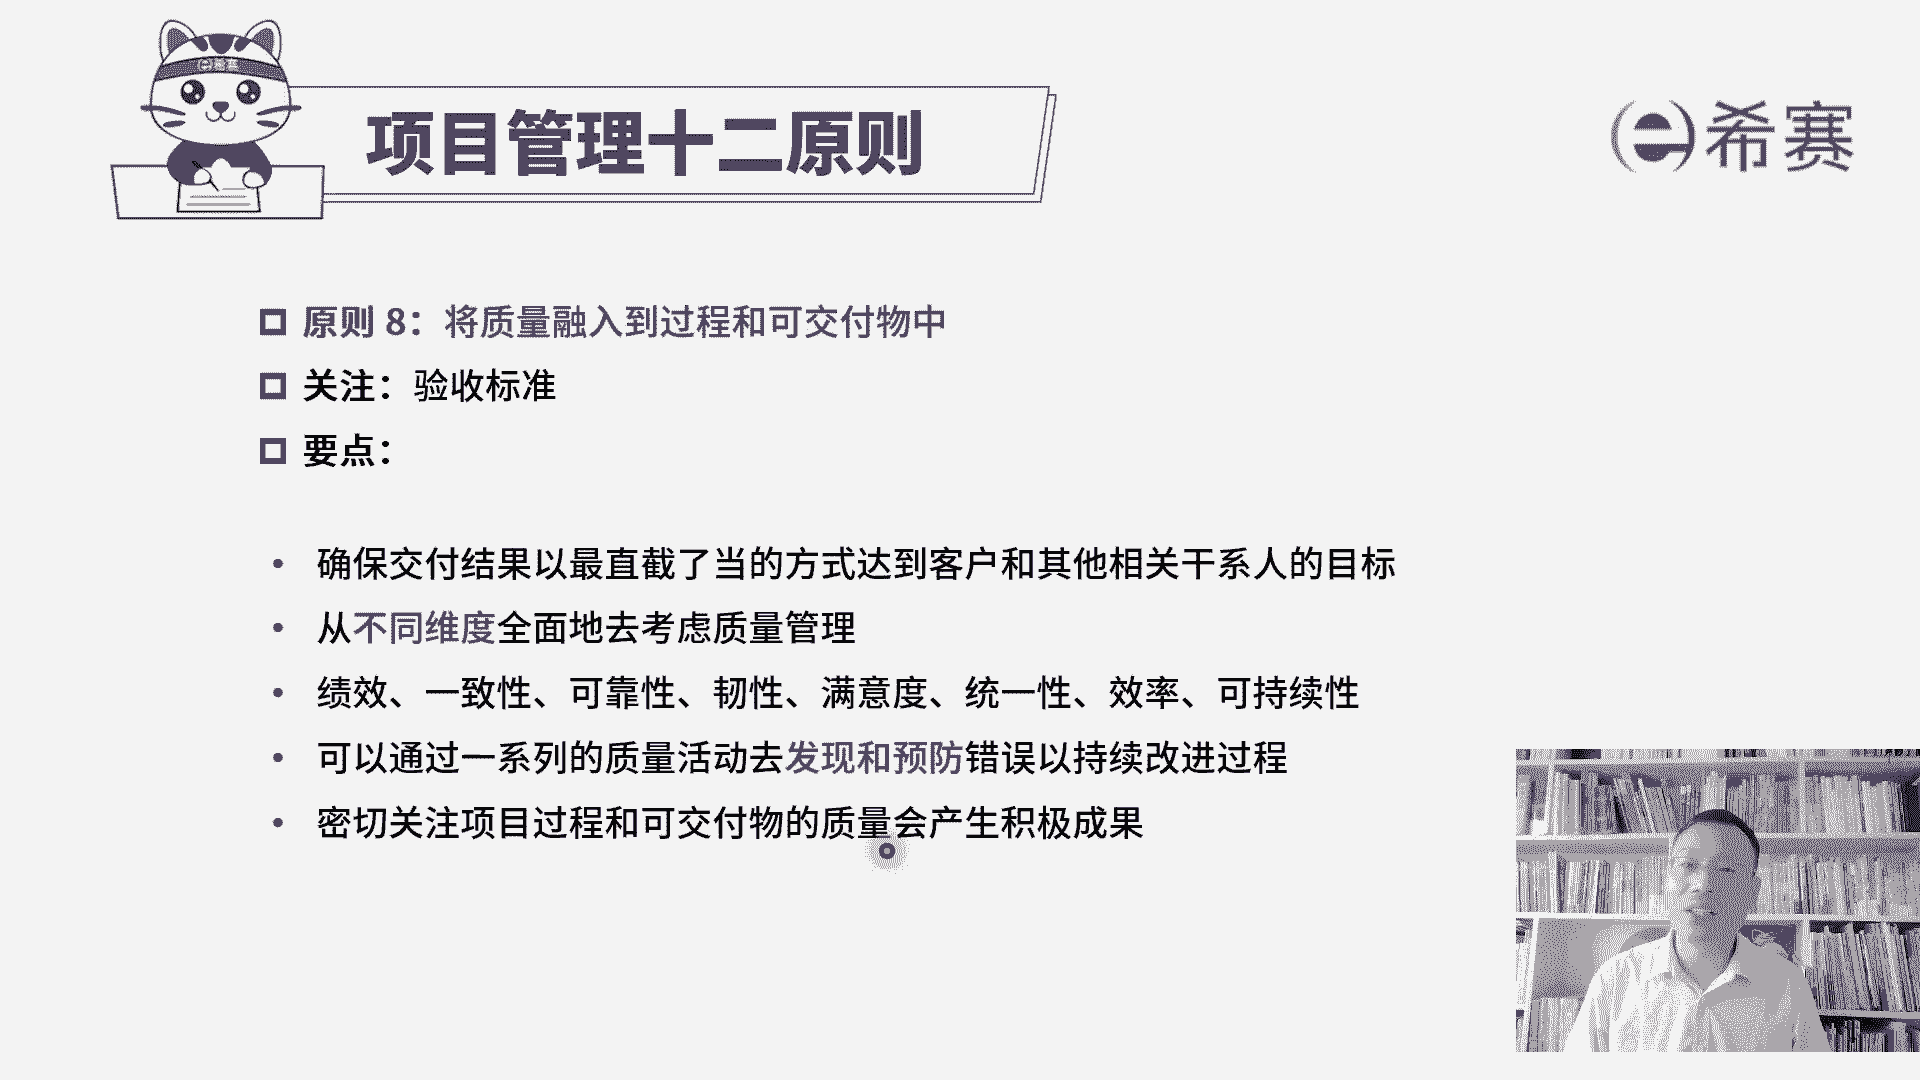 项目管理十二原则
希赛
原则 8：将质量融入到过程和可交付物中
关注：验收标准
要点：
确保交付结果以最直截了当的方式达到客户和其他相关干系人的目标
从不同维度全面地去考虑质量管理
绩效、一致性、可靠性、韧性、满意度、统一性、效率、可持续性
可以通过一系列的质量活动去发现和预防错误以持续改进过程
密切关注项目过程和可交付物的质量会产生积极成果